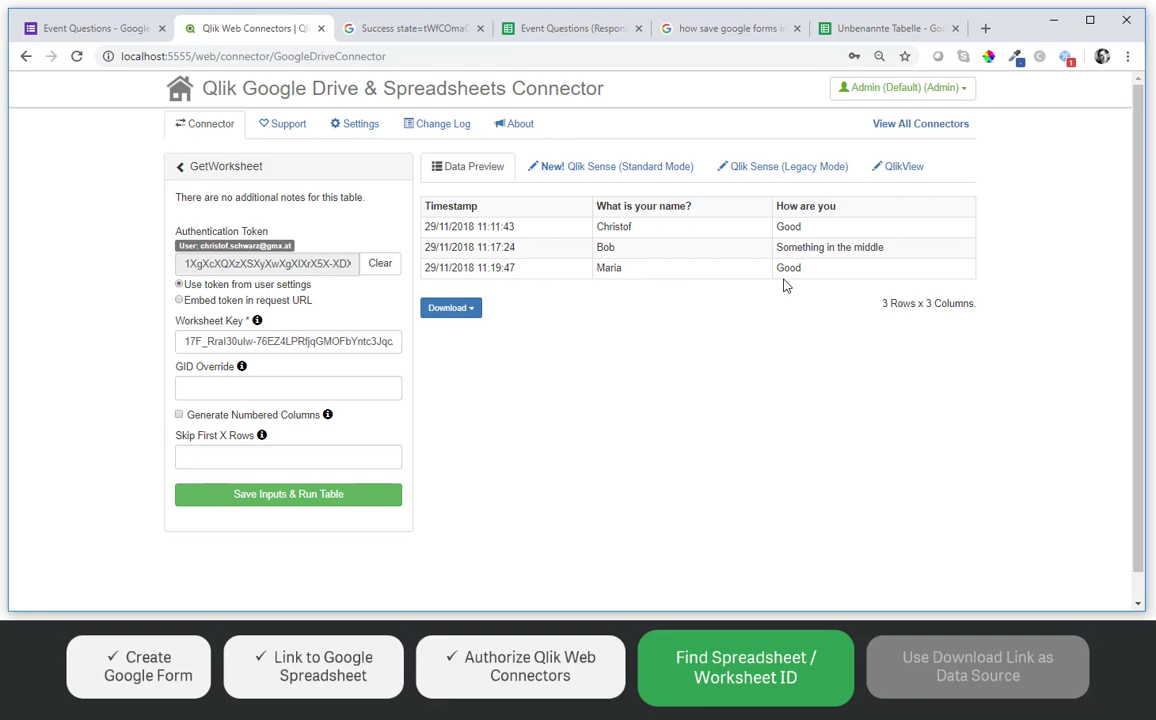 Event Questions - Google
Qlik Web Connectors | Ql
Success state=tWfCOmaC
Event Questions (Respon
how save google forms in
Unbenannte Tabelle - Goo
localhost:5555/web/connector/GoogleDriveConnector
Qlik Google Drive & Spreadsheets Connector
Admin (Default) (Admin)
Connector
Support
Settings
Change Log
About
View All Connectors
GetWorksheet
Data Preview
New! Qlik Sense (Standard Mode)
Qlik Sense (Legacy Mode)
QlikView
There are no additional notes for this table.
Timestamp What is your name? How are you
29/11/2018 11:11:43 Christof Good
29/11/2018 11:17:24 Bob Something in the middle
29/11/2018 11:19:47 Maria Good
Download
3 Rows x 3 Columns.
Authentication Token
User: christof.schwarz@gmx.at
Clear
Use token from user settings
Embed token in request URL
Worksheet Key *
GID Override
Generate Numbered Columns
Skip First X Rows
Save Inputs & Run Table
✓ Create
Google Form
✓ Link to Google
Spreadsheet
✓ Authorize Qlik Web
Connectors
Find Spreadsheet /
Worksheet ID
Use Download Link as
Data Source